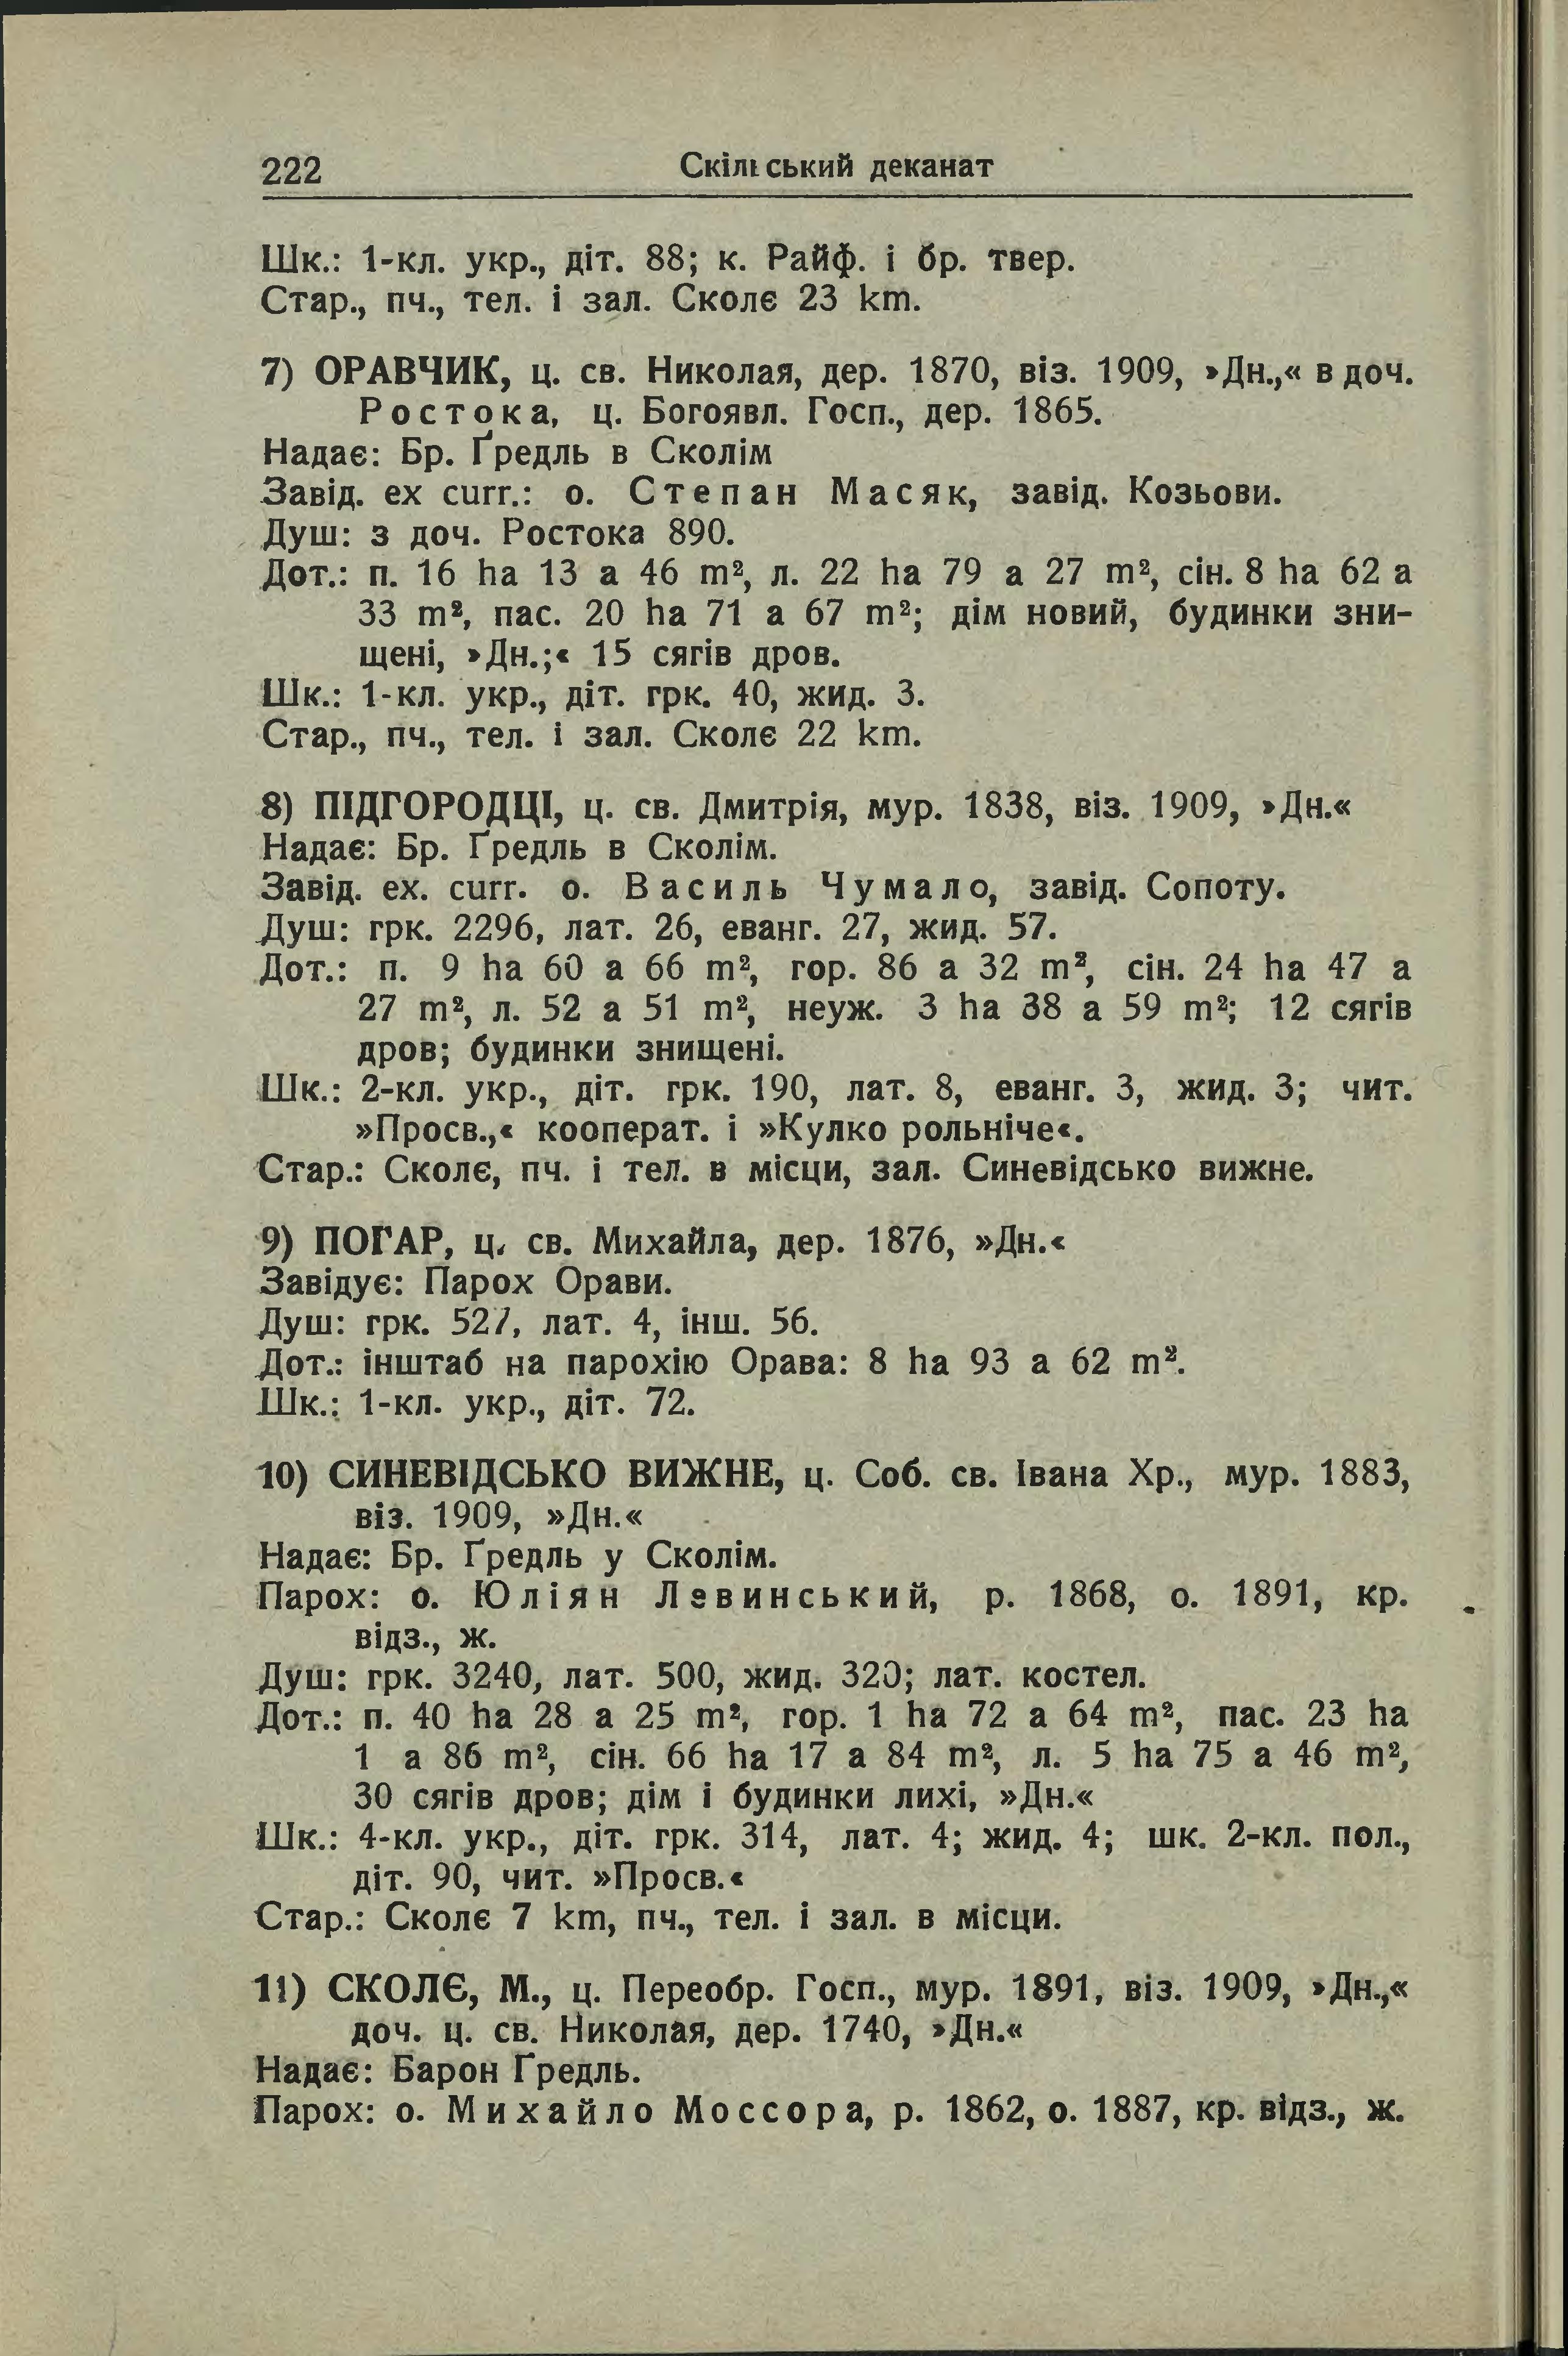 222 Скільський деканат
Шк.: 1-кл. укр., діт. 88; к. Райф. і бр. твер.
Стар., пч., тел. і зал. Сколє 23 km.
7) ОРАВЧИК, ц. св. Николая, дер. 1870, віз. 1909, »Дн.,« в доч.
Ростока, ц. Богоявл. Госп., дер. 1865.
Надає: Бр. Ґредль в Сколім
Завід. ex curr.: о. Степан Масяк, завід. Козьови.
Душ: з доч. Ростока 890.
Дот.: п. 16 ha 13 a 46 m², л. 22 ha 79 a 27 m², сін. 8 ha 62 a
33 m², пас. 20 ha 71 a 67 m²; дім новий, будинки зни-
щені, »Дн.;« 15 сягів дров.
Шк.: 1-кл. укр., діт. грк. 40, жид. 3.
Стар., пч., тел. і зал. Сколє 22 km.
8) ПІДГОРОДЦІ, ц. св. Дмитрія, мур. 1838, віз. 1909, »Дн.«
Надає: Бр. Ґредль в Сколім.
Завід. ex. curr. о. Василь Чумало, завід. Сопоту.
Душ: грк. 2296, лат. 26, еванг. 27, жид. 57.
Дот.: п. 9 ha 60 a 66 m², гор. 86 a 32 m², сін. 24 ha 47 a
27 m², л. 52 a 51 m², неуж. 3 ha 38 a 59 m²; 12 сягів
дров; будинки знищені.
Шк.: 2-кл. укр., діт. грк. 190, лат. 8, еванг. 3, жид. 3; чит.
»Просв.,« кооперат. і »Кулко рольніче«.
Стар.: Сколє, пч. і тел. в місци, зал. Синевідсько вижне.
9) ПОГАР, ц. св. Михайла, дер. 1876, »Дн.«
Завідує: Парох Орави.
Душ: грк. 527, лат. 4, інш. 56.
Дот.: інштаб на парохію Орава: 8 ha 93 a 62 m².
Шк.: 1-кл. укр., діт. 72.
10) СИНЕВІДСЬКО ВИЖНЕ, ц. Соб. св. Івана Хр., мур. 1883,
віз. 1909, »Дн.«
Надає: Бр. Ґредль у Сколім.
Парох: о. Юліян Левинський, р. 1868, о. 1891, кр.
відз., ж.
Душ: грк. 3240, лат. 500, жид. 320; лат. костел.
Дот.: п. 40 ha 28 a 25 m², гор. 1 ha 72 a 64 m², пас. 23 ha
1 a 86 m², сін. 66 ha 17 a 84 m², л. 5 ha 75 a 46 m²,
30 сягів дров; дім і будинки лихі, »Дн.«
Шк.: 4-кл. укр., діт. грк. 314, лат. 4; жид. 4; шк. 2-кл. пол.,
діт. 90, чит. »Просв.«
Стар.: Сколє 7 km, пч., тел. і зал. в місци.
11) СКОЛЄ, М., ц. Переобр. Госп., мур. 1891, віз. 1909, »Дн.,«
доч. ц. св. Николая, дер. 1740, »Дн.«
Надає: Барон Ґредль.
Парох: о. Михайло Моссора, р. 1862, о. 1887, кр. відз., ж.